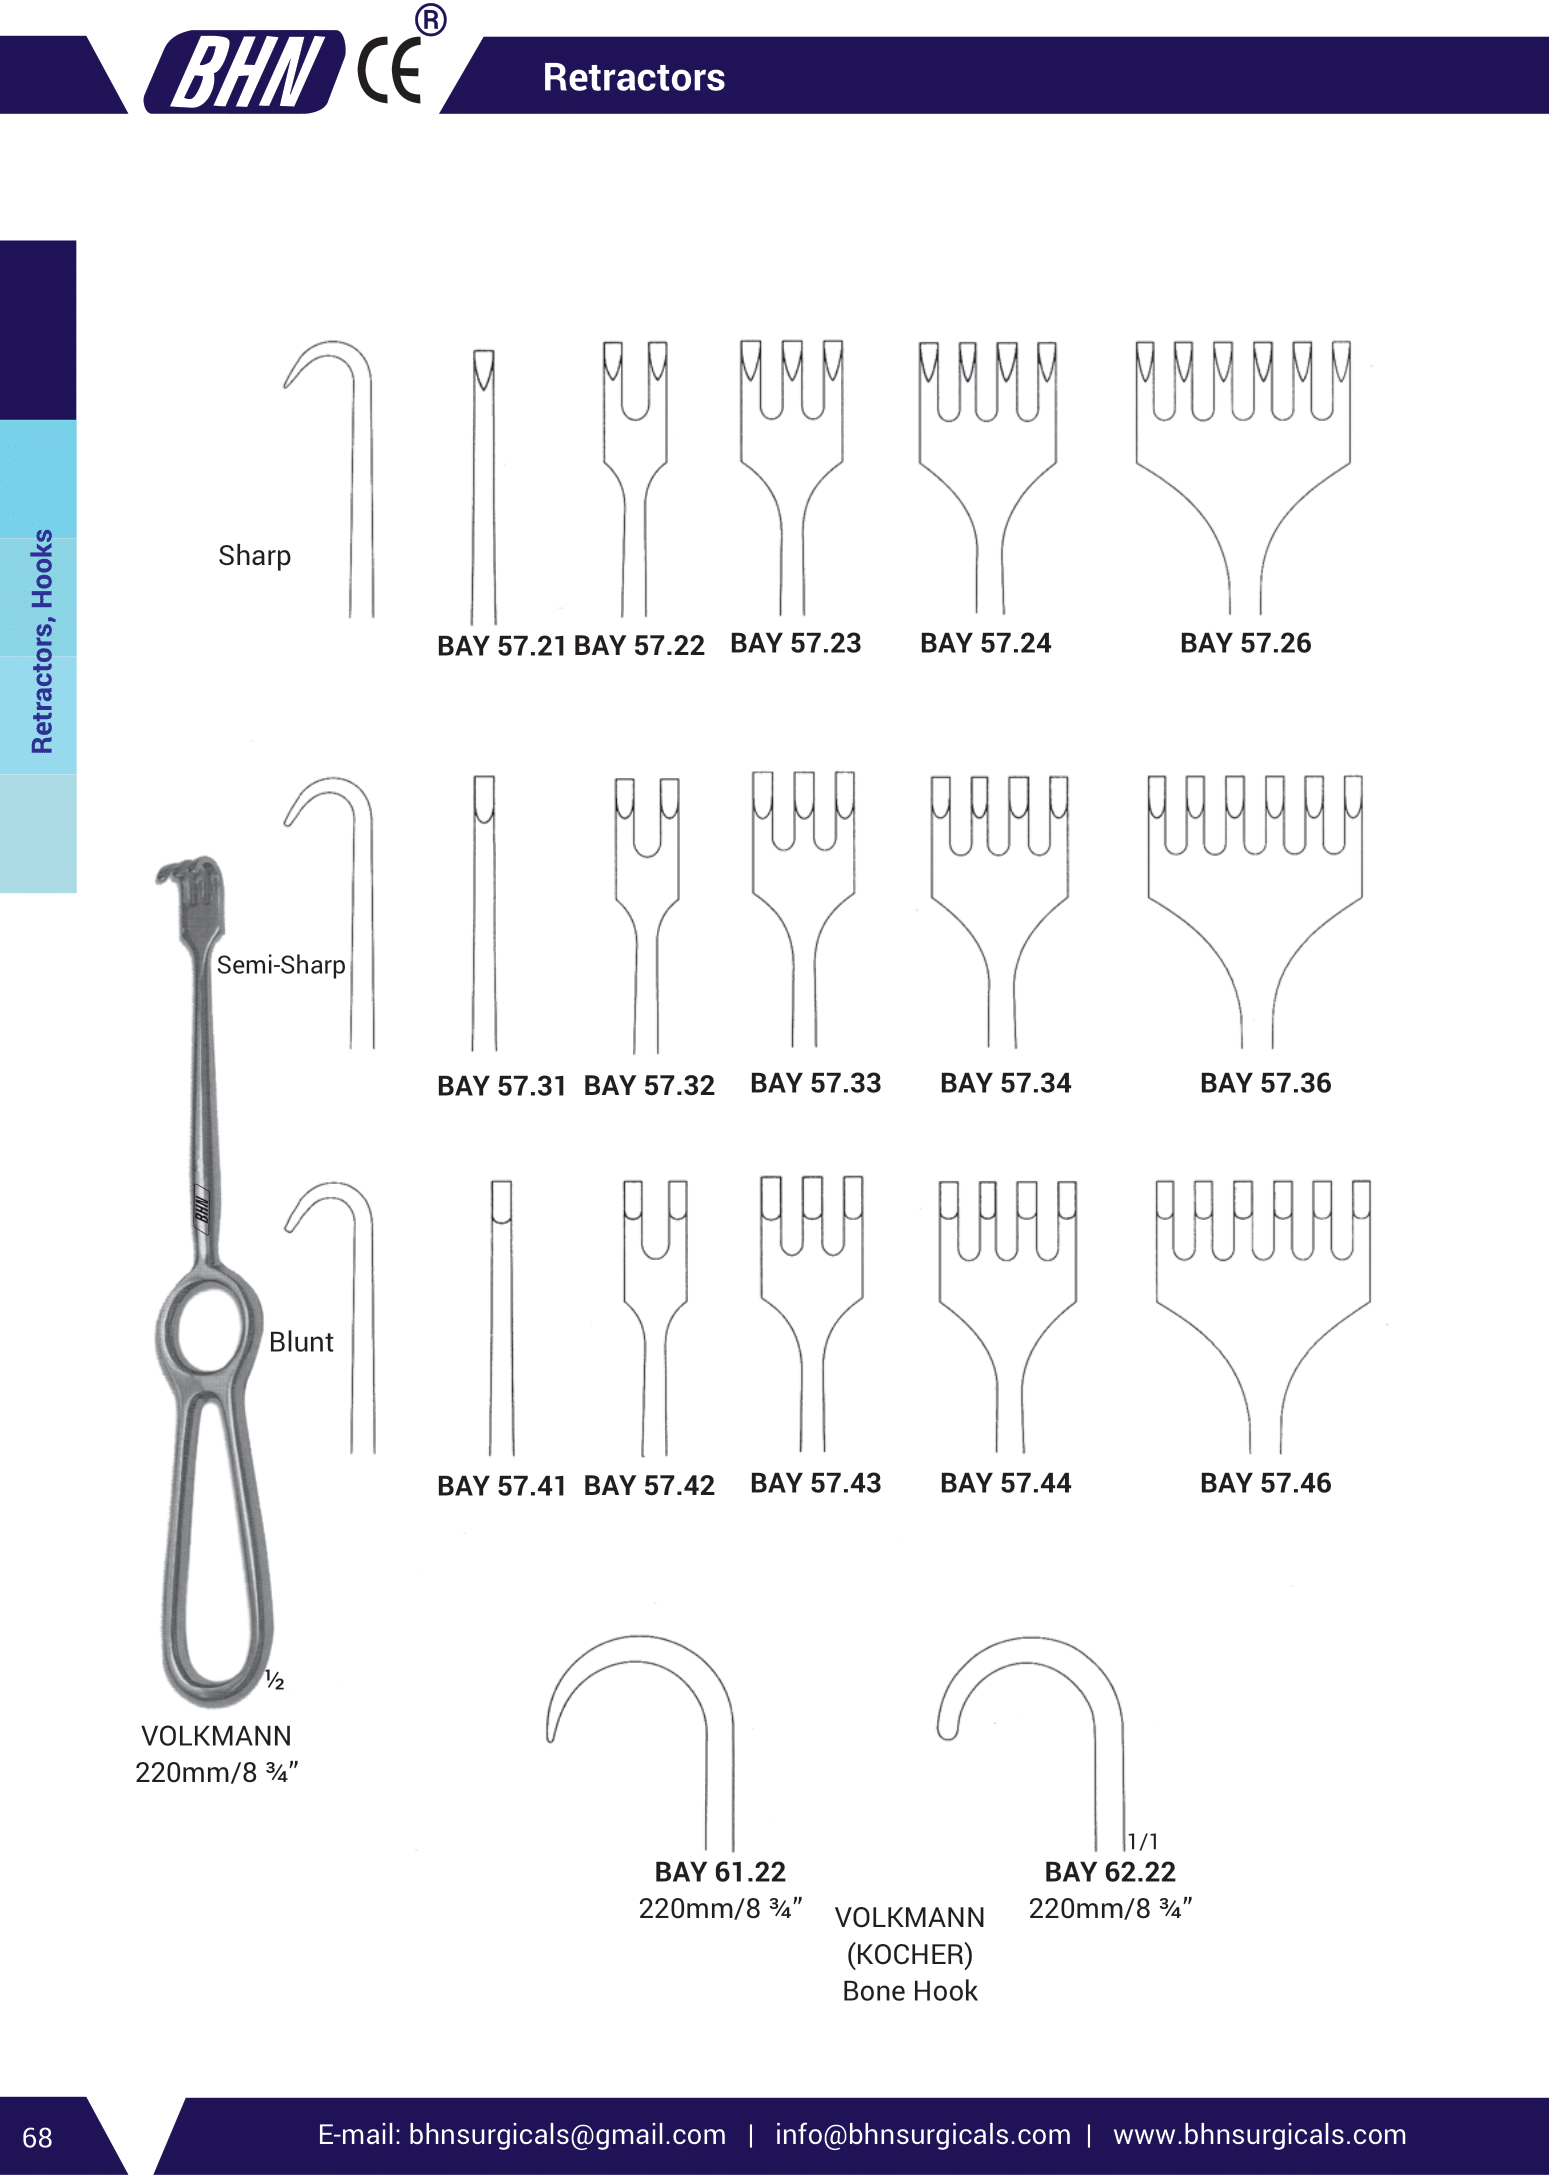 BHN CE ®
Retractors
Retractors, Hooks
Sharp
BAY 57.21 BAY 57.22 BAY 57.23 BAY 57.24 BAY 57.26
Semi-Sharp
BAY 57.31 BAY 57.32 BAY 57.33 BAY 57.34 BAY 57.36
BHN
Blunt
BAY 57.41 BAY 57.42 BAY 57.43 BAY 57.44 BAY 57.46
½
VOLKMANN
220mm/8 ¾”
1/1
BAY 61.22 BAY 62.22
220mm/8 ¾” 220mm/8 ¾”
VOLKMANN
(KOCHER)
Bone Hook
68
E-mail: bhnsurgicals@gmail.com | info@bhnsurgicals.com | www.bhnsurgicals.com